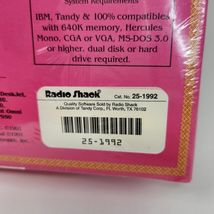 System Requirements
IBM, Tandy & 100% compatibles
with 640K memory, Hercules
Mono, CGA or VGA, MS-DOS 3.0
or higher, dual disk or hard
drive required.
Radio Shack Cat. No. 25-1992
Quality Software Sold by Radio Shack
A Division of Tandy Corp., Ft. Worth, TX 76102
25-1992